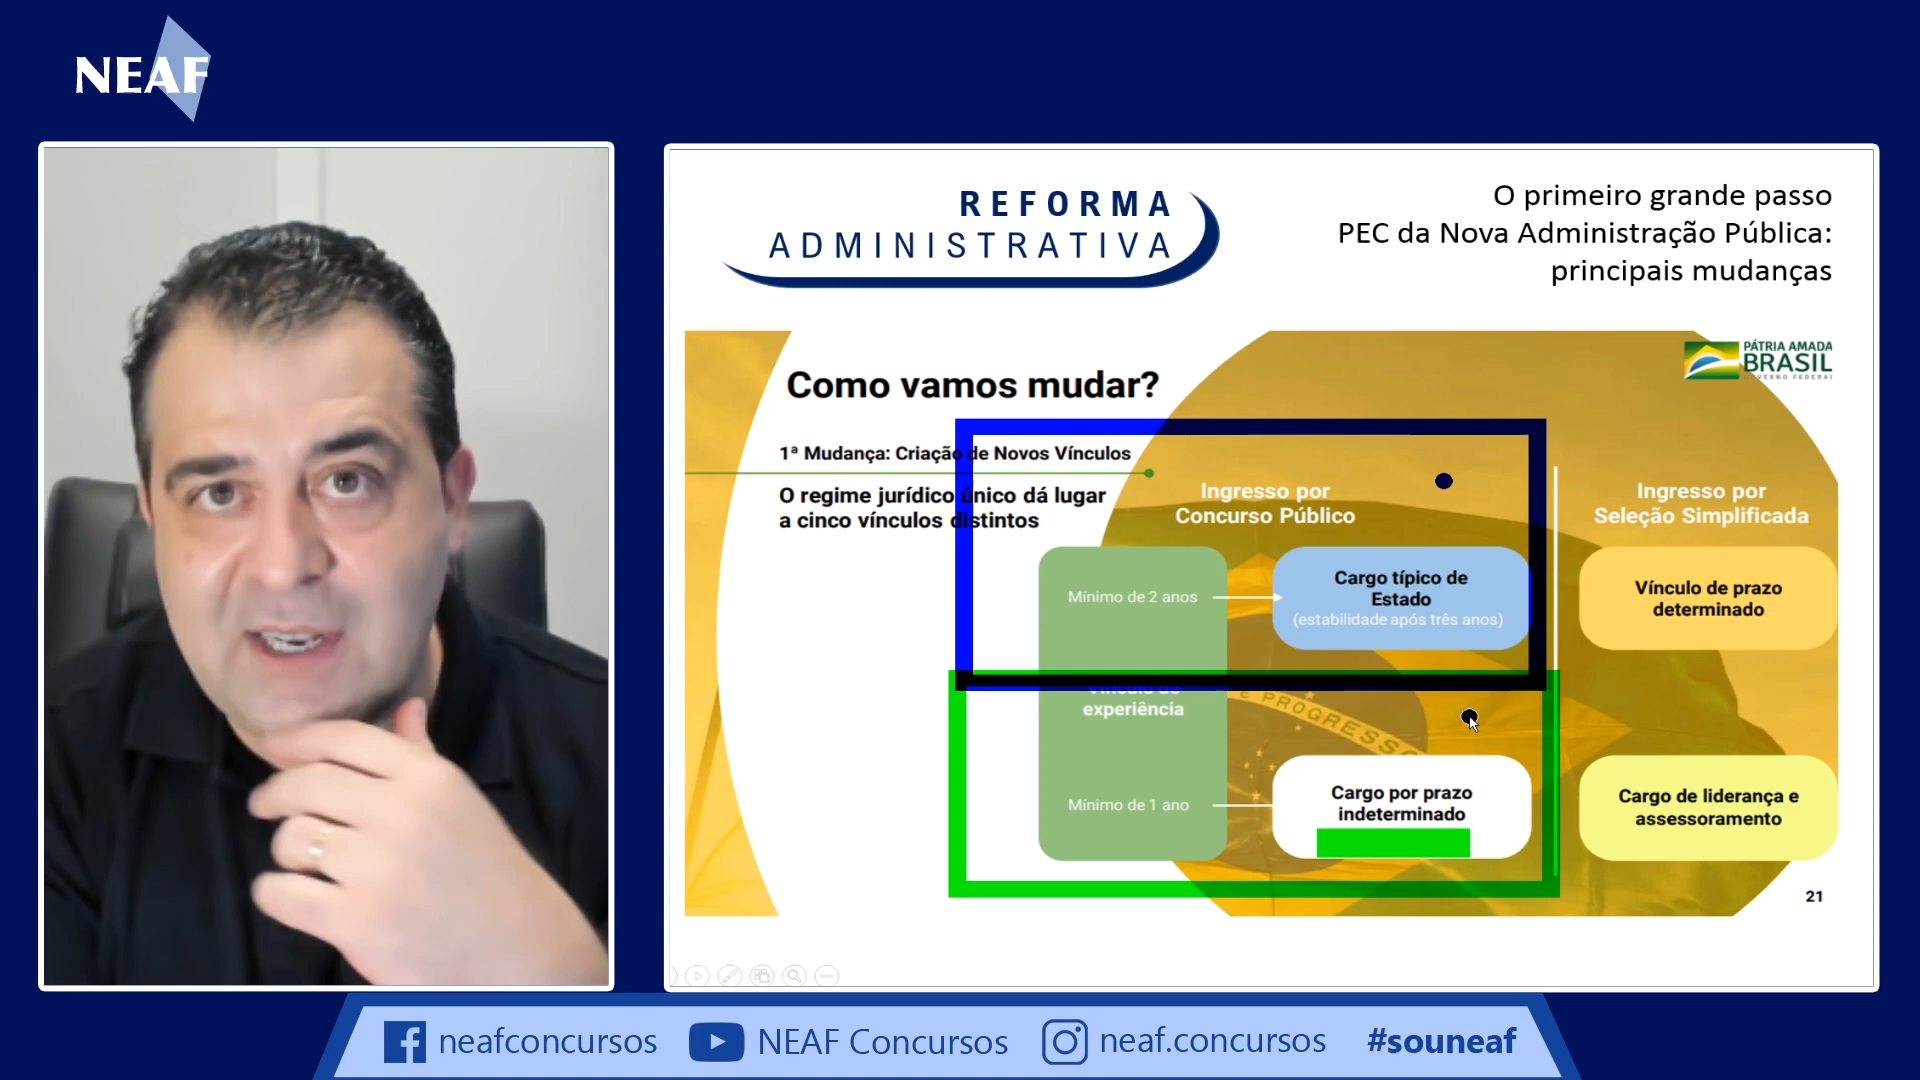 NEAF
REFORMA
ADMINISTRATIVA
O primeiro grande passo
PEC da Nova Administração Pública:
principais mudanças
PÁTRIA AMADA
BRASIL
GOVERNO FEDERAL
Como vamos mudar?
1ª Mudança: Criação de Novos Vínculos
O regime jurídico único dá lugar
a cinco vínculos distintos
Ingresso por
Concurso Público
Ingresso por
Seleção Simplificada
Mínimo de 2 anos
Cargo típico de
Estado
(estabilidade após três anos)
Vínculo de prazo
determinado
Vínculo de
experiência
E PROGRESSO
Mínimo de 1 ano
Cargo por prazo
indeterminado
Cargo de liderança e
assessoramento
21
neafconcursos
NEAF Concursos
neaf.concursos
#souneaf